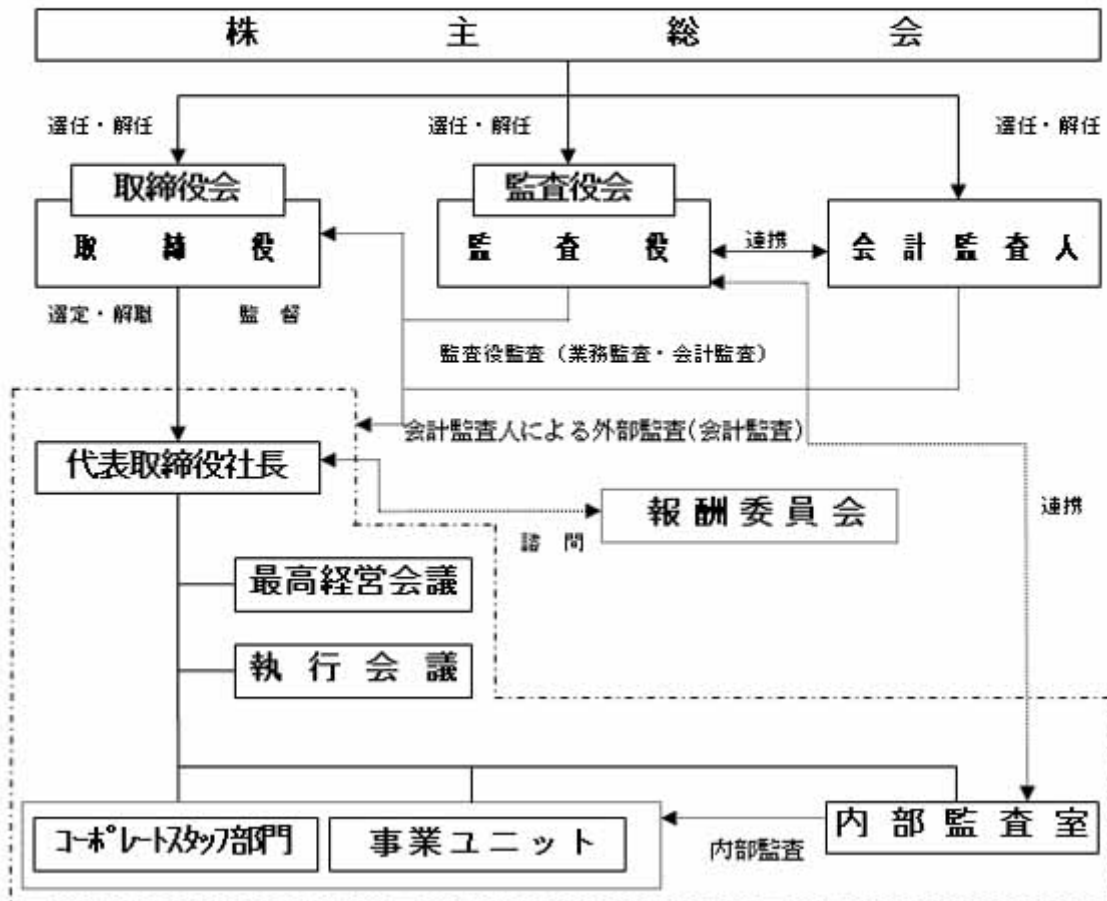 株主総会
選任・解任
選任・解任
選任・解任
取締役会
監査役会
取締役
監査役
連携
会計監査人
選定・解職
監督
監査役監査（業務監査・会計監査）
会計監査人による外部監査(会計監査)
代表取締役社長
報酬委員会
連携
諮問
最高経営会議
執行会議
コーポレートスタッフ部門
事業ユニット
内部監査
内部監査室